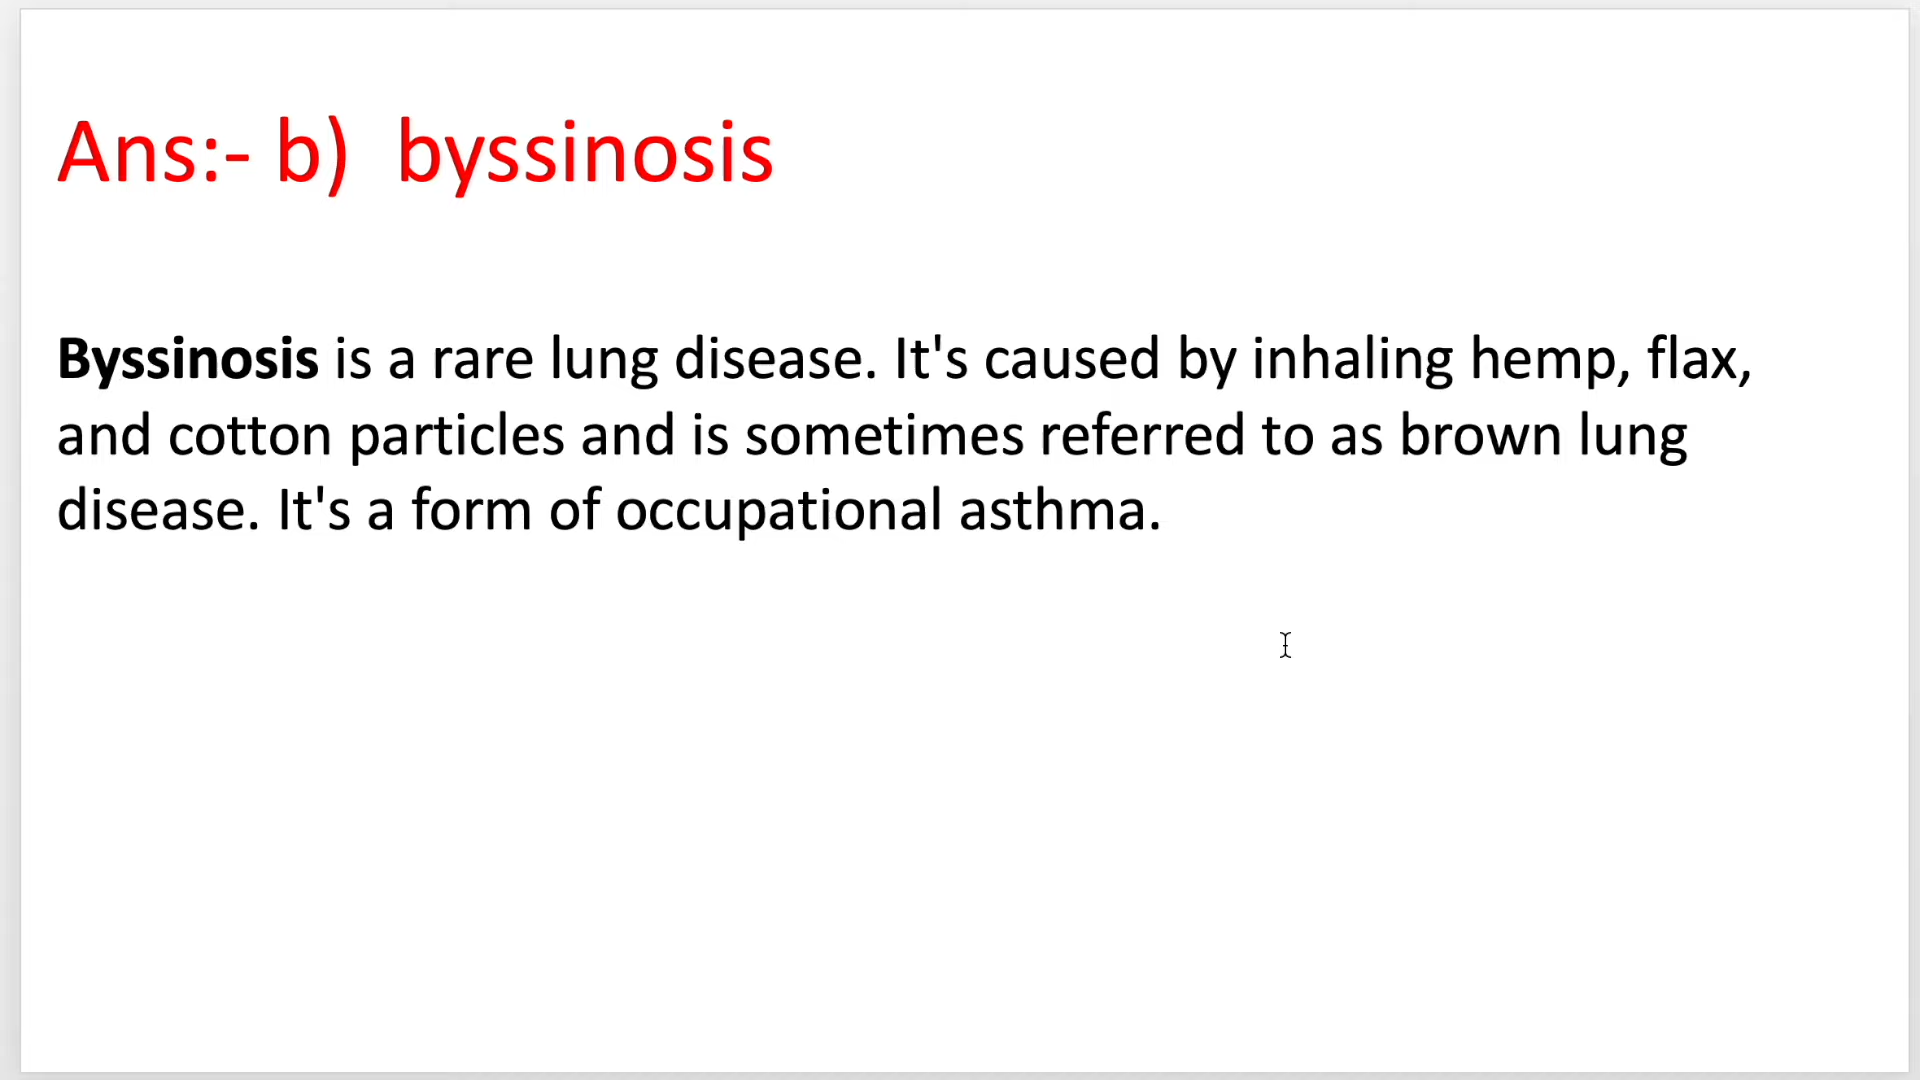 Ans:- b)  byssinosis
Byssinosis is a rare lung disease. It's caused by inhaling hemp, flax,
and cotton particles and is sometimes referred to as brown lung
disease. It's a form of occupational asthma.